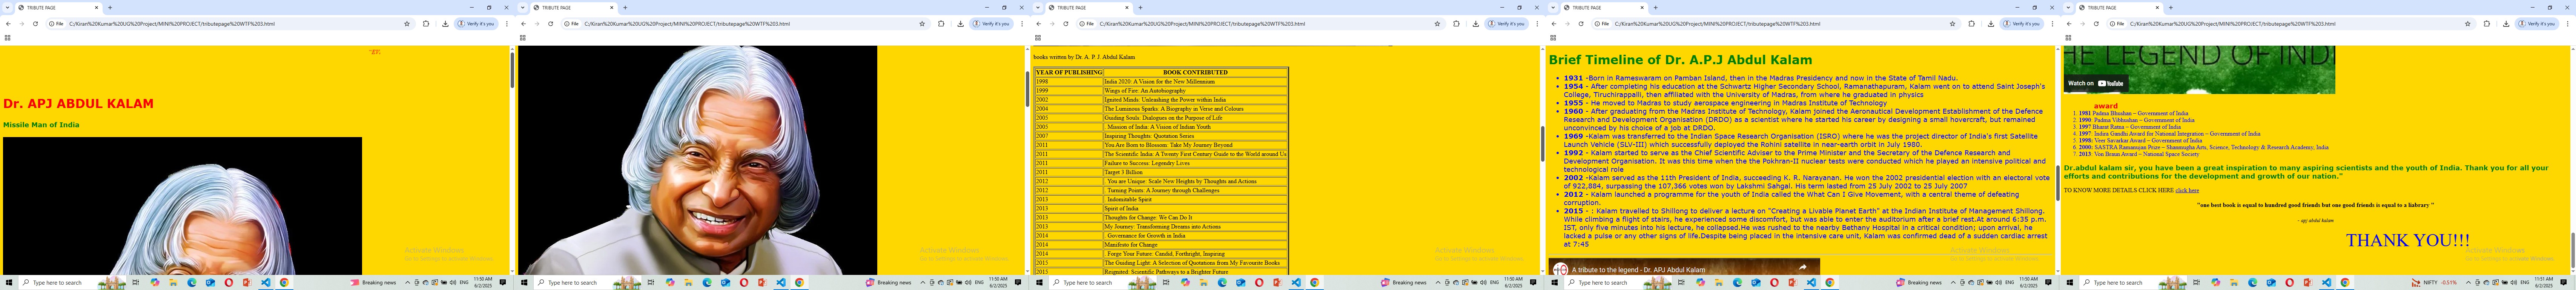 TRIBUTE PAGE
File C:/Kiran%20Kumar%20UG%20Project/MINI%20PROJECT/tributepage%20WTF%203.html
Verify it's you
Dr. APJ ABDUL KALAM
Missile Man of India
Activate Windows
Go to Settings to activate Windows.
Type here to search
Breaking news
ENG
11:50 AM
6/2/2025
TRIBUTE PAGE
File C:/Kiran%20Kumar%20UG%20Project/MINI%20PROJECT/tributepage%20WTF%203.html
Verify it's you
Activate Windows
Go to Settings to activate Windows.
Type here to search
Breaking news
ENG
11:50 AM
6/2/2025
TRIBUTE PAGE
File C:/Kiran%20Kumar%20UG%20Project/MINI%20PROJECT/tributepage%20WTF%203.html
Verify it's you
books written by Dr. A. P. J. Abdul Kalam
YEAR OF PUBLISHING BOOK CONTRIBUTED
1998 India 2020: A Vision for the New Millennium
1999 Wings of Fire: An Autobiography
2002 Ignited Minds: Unleashing the Power within India
2004 The Luminous Sparks: A Biography in Verse and Colours
2005 Guiding Souls: Dialogues on the Purpose of Life
2005 . Mission of India: A Vision of Indian Youth
2007 Inspiring Thoughts: Quotation Series
2011 You Are Born to Blossom: Take My Journey Beyond
2011 The Scientific India: A Twenty First Century Guide to the World around Us
2011 Failure to Success: Legendry Lives
2011 Target 3 Billion
2012 . You are Unique: Scale New Heights by Thoughts and Actions
2012 . Turning Points: A Journey through Challenges
2013 . Indomitable Spirit
2013 Spirit of India
2013 Thoughts for Change: We Can Do It
2013 My Journey: Transforming Dreams into Actions
2014 . Governance for Growth in India
2014 Manifesto for Change
2014 . Forge Your Future: Candid, Forthright, Inspiring
2015 The Guiding Light: A Selection of Quotations from My Favourite Books
2015 Reignited: Scientific Pathways to a Brighter Future
Activate Windows
Go to Settings to activate Windows.
Type here to search
Breaking news
ENG
11:50 AM
6/2/2025
TRIBUTE PAGE
File C:/Kiran%20Kumar%20UG%20Project/MINI%20PROJECT/tributepage%20WTF%203.html
Verify it's you
Brief Timeline of Dr. A.P.J Abdul Kalam
1931 -Born in Rameswaram on Pamban Island, then in the Madras Presidency and now in the State of Tamil Nadu.
1954 - After completing his education at the Schwartz Higher Secondary School, Ramanathapuram, Kalam went on to attend Saint Joseph's
College, Tiruchirappalli, then affiliated with the University of Madras, from where he graduated in physics
1955 - He moved to Madras to study aerospace engineering in Madras Institute of Technology
1960 - After graduating from the Madras Institute of Technology, Kalam joined the Aeronautical Development Establishment of the Defence
Research and Development Organisation (DRDO) as a scientist where he started his career by designing a small hovercraft, but remained
unconvinced by his choice of a job at DRDO.
1969 -Kalam was transferred to the Indian Space Research Organisation (ISRO) where he was the project director of India's first Satellite
Launch Vehicle (SLV-III) which successfully deployed the Rohini satellite in near-earth orbit in July 1980.
1992 - Kalam started to serve as the Chief Scientific Adviser to the Prime Minister and the Secretary of the Defence Research and
Development Organisation. It was this time when the the Pokhran-II nuclear tests were conducted which he played an intensive political and
technological role
2002 -Kalam served as the 11th President of India, succeeding K. R. Narayanan. He won the 2002 presidential election with an electoral vote
of 922,884, surpassing the 107,366 votes won by Lakshmi Sahgal. His term lasted from 25 July 2002 to 25 July 2007
2012 - Kalam launched a programme for the youth of India called the What Can I Give Movement, with a central theme of defeating
corruption.
2015 - : Kalam travelled to Shillong to deliver a lecture on "Creating a Livable Planet Earth" at the Indian Institute of Management Shillong.
While climbing a flight of stairs, he experienced some discomfort, but was able to enter the auditorium after a brief rest.At around 6:35 p.m.
IST, only five minutes into his lecture, he collapsed.He was rushed to the nearby Bethany Hospital in a critical condition; upon arrival, he
lacked a pulse or any other signs of life.Despite being placed in the intensive care unit, Kalam was confirmed dead of a sudden cardiac arrest
at 7:45
A tribute to the legend - Dr. APJ Abdul Kalam
Activate Windows
Go to Settings to activate Windows.
Type here to search
Breaking news
ENG
11:50 AM
6/2/2025
TRIBUTE PAGE
File C:/Kiran%20Kumar%20UG%20Project/MINI%20PROJECT/tributepage%20WTF%203.html
Verify it's you
HE LEGEND OF INDI
Watch on YouTube
award
1. 1981 Padma Bhushan – Government of India
2. 1990: Padma Vibhushan – Government of India
3. 1997 Bharat Ratna – Government of India
4. 1997: Indira Gandhi Award for National Integration – Government of India
5. 1998: Veer Savarkar Award – Government of India
6. 2000: SASTRA Ramanujan Prize – Shanmugha Arts, Science, Technology & Research Academy, India
7. 2013: Von Braun Award – National Space Society
Dr.abdul kalam sir, you have been a great inspiration to many aspiring scientists and the youth of India. Thank you for all your
efforts and contributions for the development and growth of our nation."
TO KNOW MORE DETAILS CLICK HERE click here
"one best book is equal to hundred good friends but one good friends is equal to a liabrary "
- apj abdul kalam
THANK YOU!!!
Activate Windows
Go to Settings to activate Windows.
Type here to search
NIFTY -0.51%
ENG
11:51 AM
6/2/2025